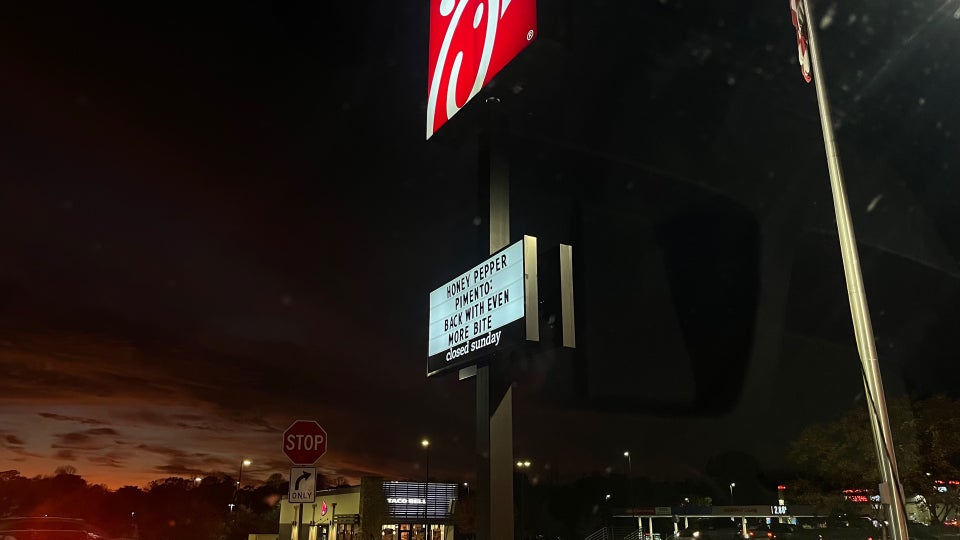 ®
HONEY PEPPER
PIMENTO:
BACK WITH EVEN
MORE BITE
closed sunday
STOP
ONLY
TACO BELL